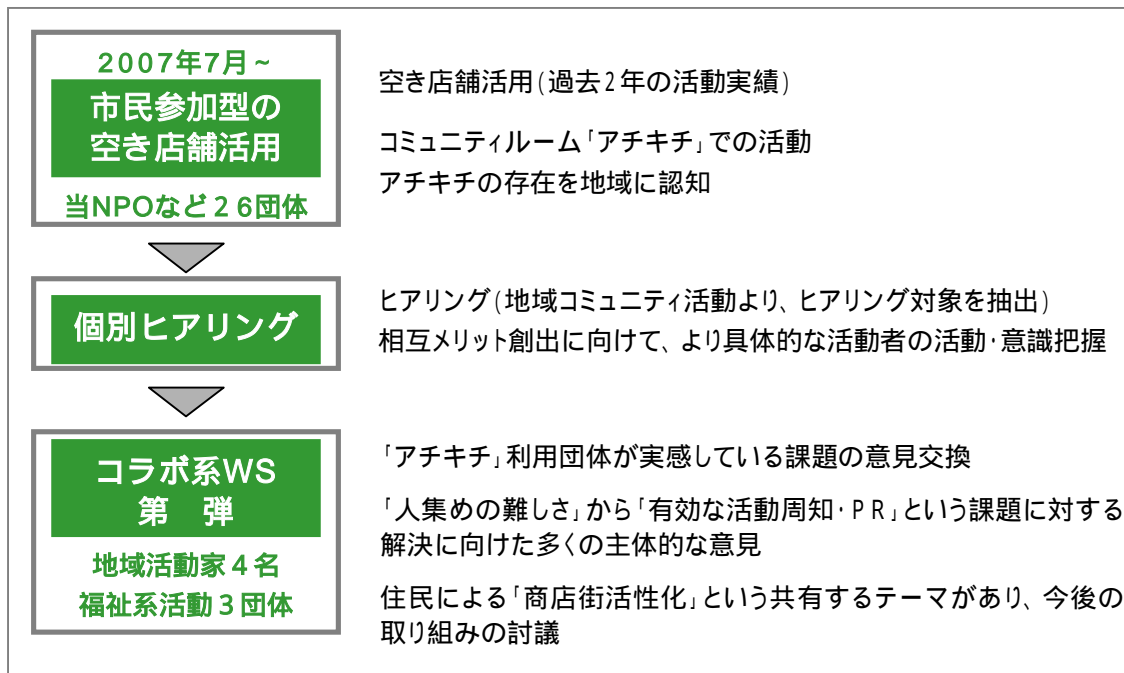 2007年7月~
市民参加型の
空き店舗活用
当NPOなど26団体
空き店舗活用(過去2年の活動実績)
コミュニティルーム「アチキチ」での活動
アチキチの存在を地域に認知
個別ヒアリング
ヒアリング(地域コミュニティ活動より、ヒアリング対象を抽出)
相互メリット創出に向けて、より具体的な活動者の活動・意識把握
コラボ系WS
第 弾
地域活動家4名
福祉系活動3団体
「アチキチ」利用団体が実感している課題の意見交換
「人集めの難しさ」から「有効な活動周知・PR」という課題に対する
解決に向けた多くの主体的な意見
住民による「商店街活性化」という共有するテーマがあり、今後の
取り組みの討議